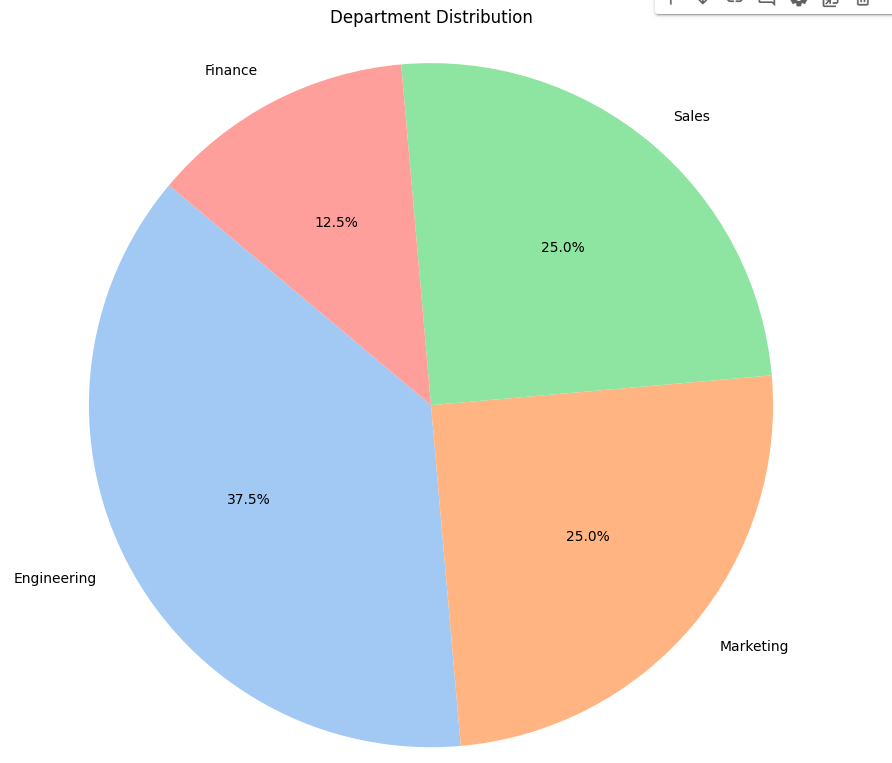 Department Distribution
Finance
Sales
12.5%
25.0%
37.5%
25.0%
Engineering
Marketing